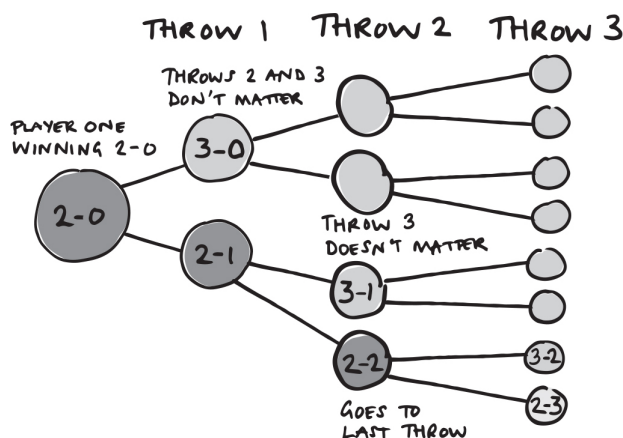 THROW 1
THROW 2
THROW 3
THROWS 2 AND 3
DON'T MATTER
PLAYER ONE
WINNING 2-0
3-0
2-0
THROW 3
DOESN'T MATTER
2-1
3-1
2-2
3-2
2-3
GOES TO
LAST THROW